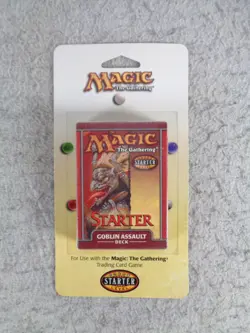 MAGIC
The Gathering®
MAGIC
The Gathering®
STARTER
STARTER
GOBLIN ASSAULT
DECK
For Use with the Magic: The Gathering®
Trading Card Game
STARTER
LEVEL